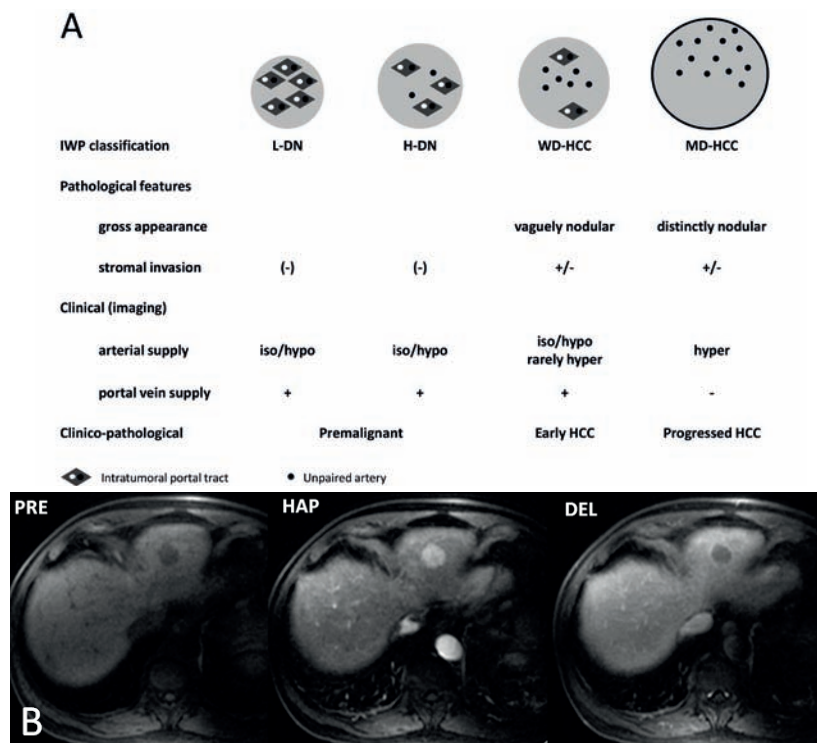 A
IWP classification L-DN H-DN WD-HCC MD-HCC
Pathological features
gross appearance vaguely nodular distinctly nodular
stromal invasion (-) (-) +/- +/-
Clinical (imaging)
arterial supply iso/hypo iso/hypo iso/hypo rarely hyper hyper
portal vein supply + + + -
Clinico-pathological Premalignant Early HCC Progressed HCC
Intratumoral portal tract Unpaired artery
PRE HAP DEL
B